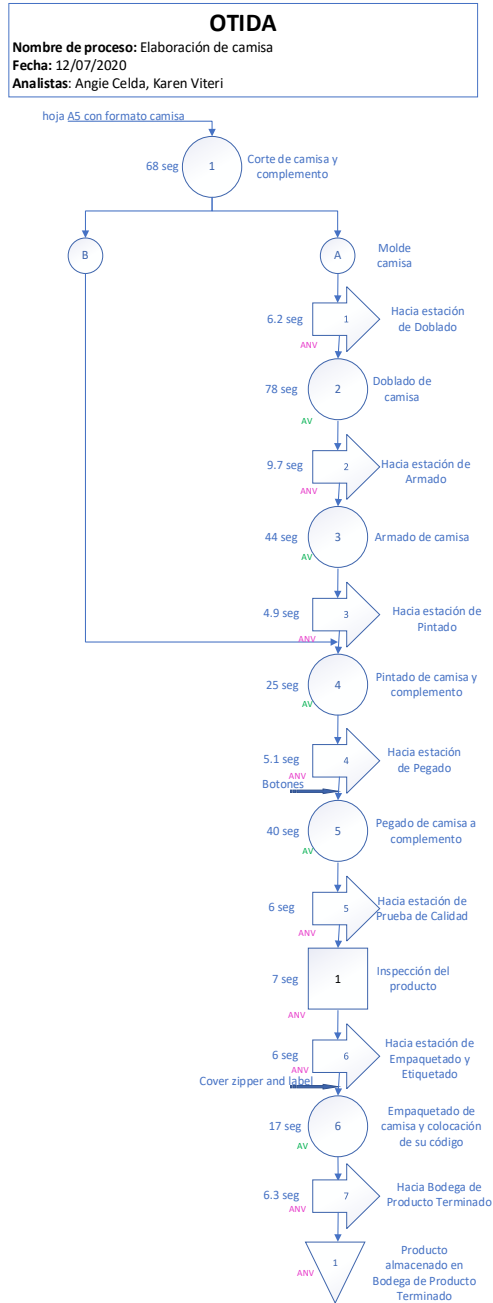 OTIDA
Nombre de proceso: Elaboración de camisa
Fecha: 12/07/2020
Analistas: Angie Celda, Karen Viteri
hoja A5 con formato camisa
68 seg
1
Corte de camisa y
complemento
B
A
Molde
camisa
6.2 seg
1
Hacia estación
de Doblado
ANV
78 seg
2
Doblado de
camisa
AV
9.7 seg
2
Hacia estación de
Armado
ANV
44 seg
3
Armado de camisa
AV
4.9 seg
3
Hacia estación de
Pintado
ANV
25 seg
4
Pintado de camisa y
complemento
AV
5.1 seg
4
Hacia estación
de Pegado
ANV
Botones
40 seg
5
Pegado de camisa a
complemento
AV
6 seg
5
Hacia estación de
Prueba de Calidad
ANV
7 seg
1
Inspección del
producto
ANV
6 seg
6
Hacia estación de
Empaquetado y
Etiquetado
ANV
Cover zipper and label
17 seg
6
Empaquetado de
camisa y colocación
de su código
AV
6.3 seg
7
Hacia Bodega de
Producto Terminado
ANV
1
Producto
almacenado en
Bodega de Producto
Terminado
ANV